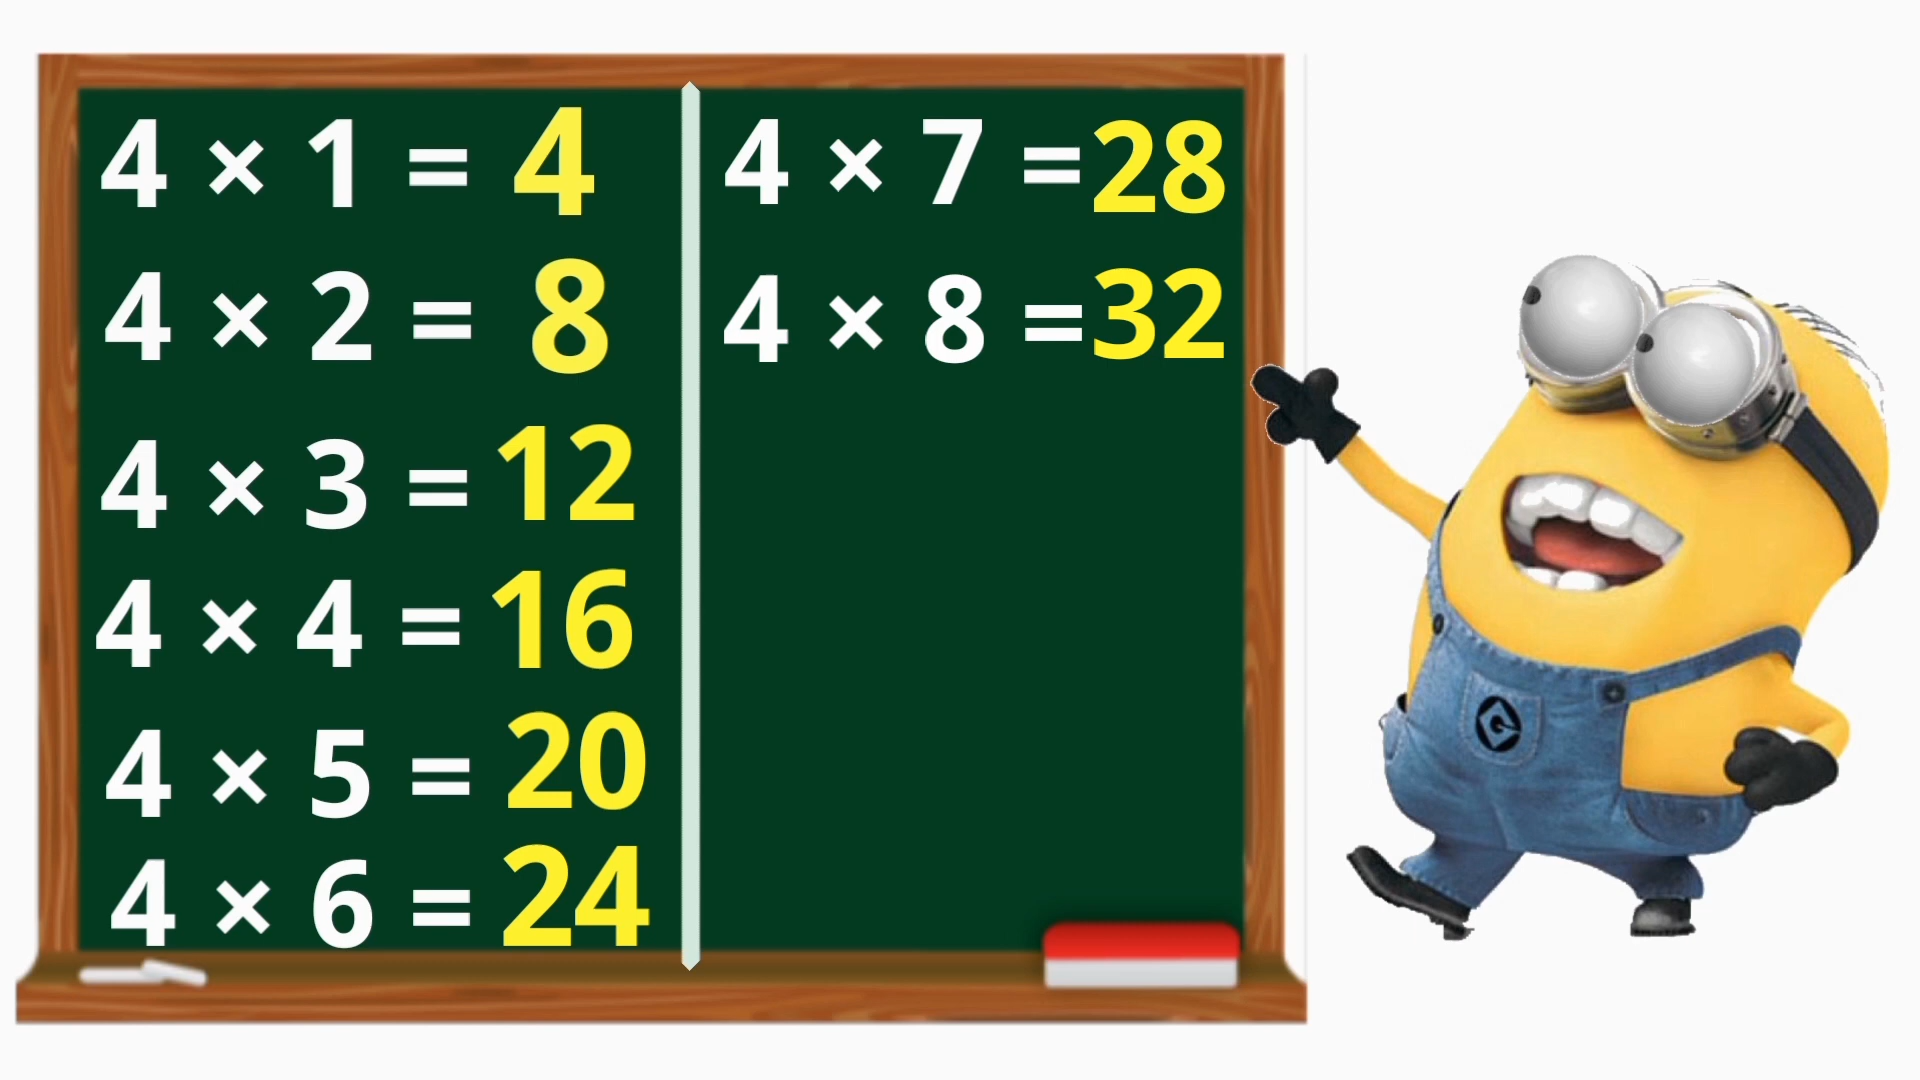 4 × 1 = 4
4 × 2 = 8
4 × 3 = 12
4 × 4 = 16
4 × 5 = 20
4 × 6 = 24
4 × 7 =28
4 × 8 =32